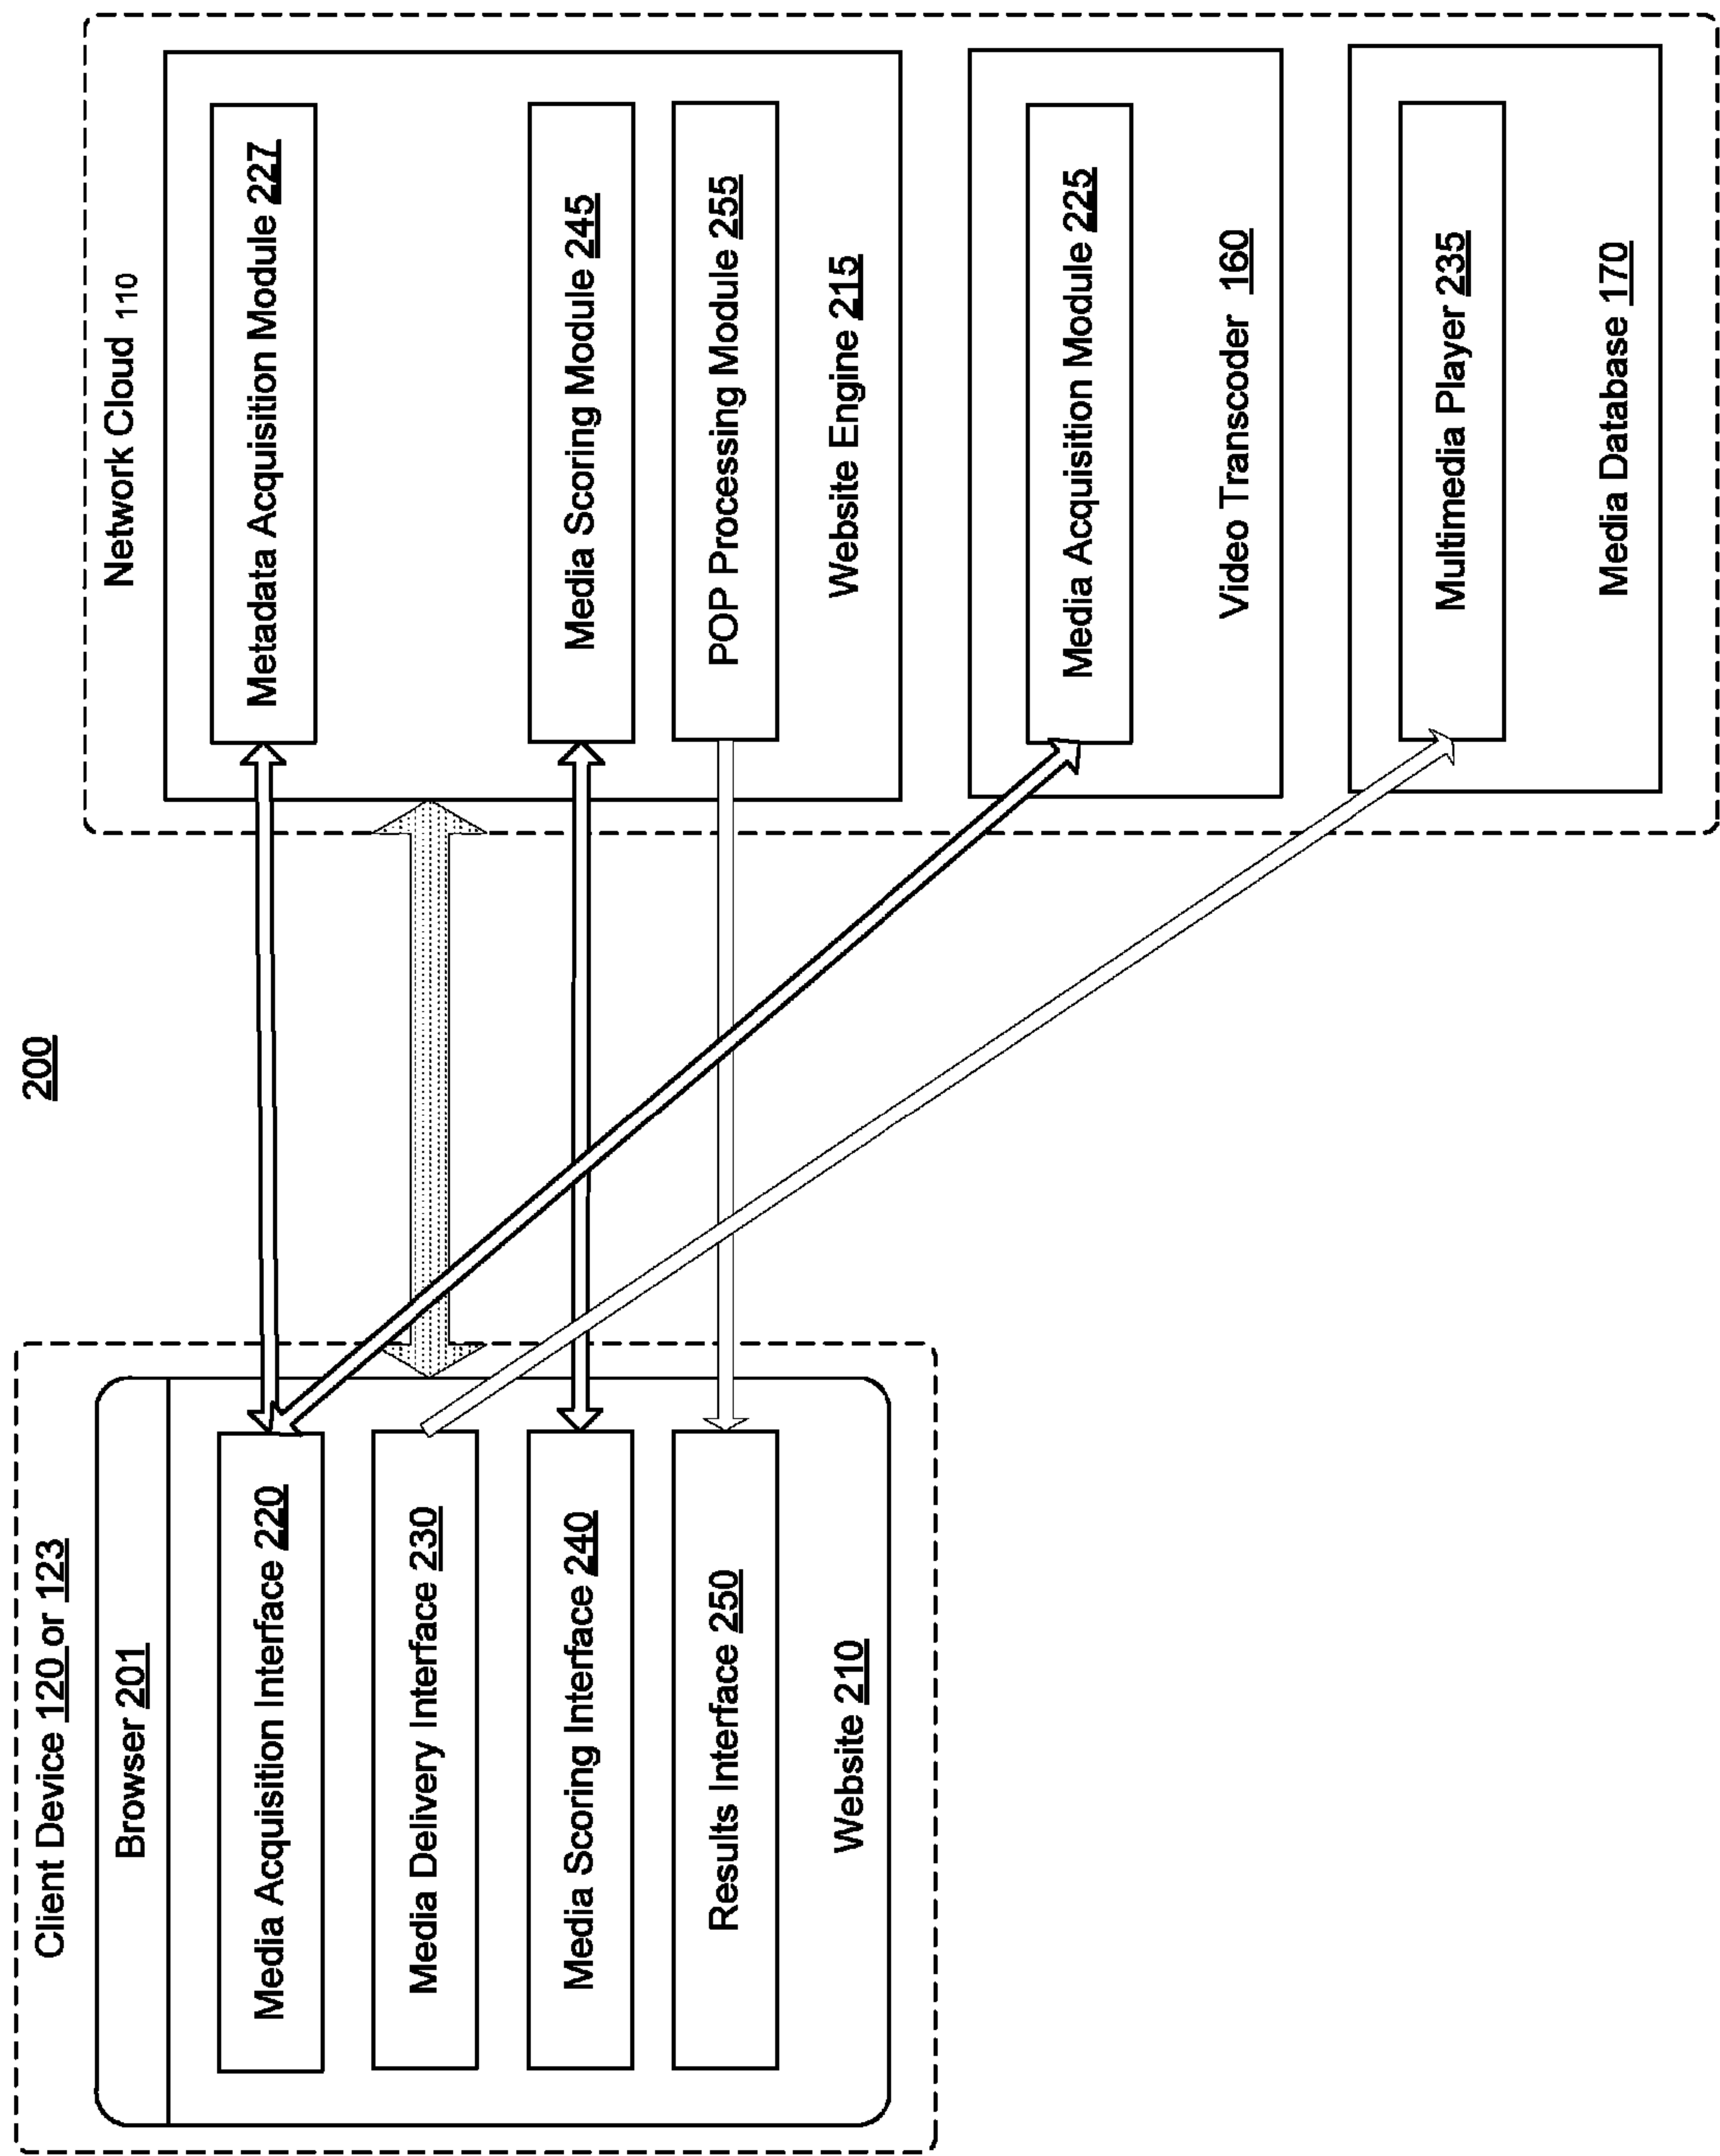 200
Client Device 120 or 123
Browser 201
Media Acquisition Interface 220
Media Delivery Interface 230
Media Scoring Interface 240
Results Interface 250
Website 210
Network Cloud 110
Metadata Acquisition Module 227
Media Scoring Module 245
POP Processing Module 255
Website Engine 215
Media Acquisition Module 225
Video Transcoder 160
Multimedia Player 235
Media Database 170